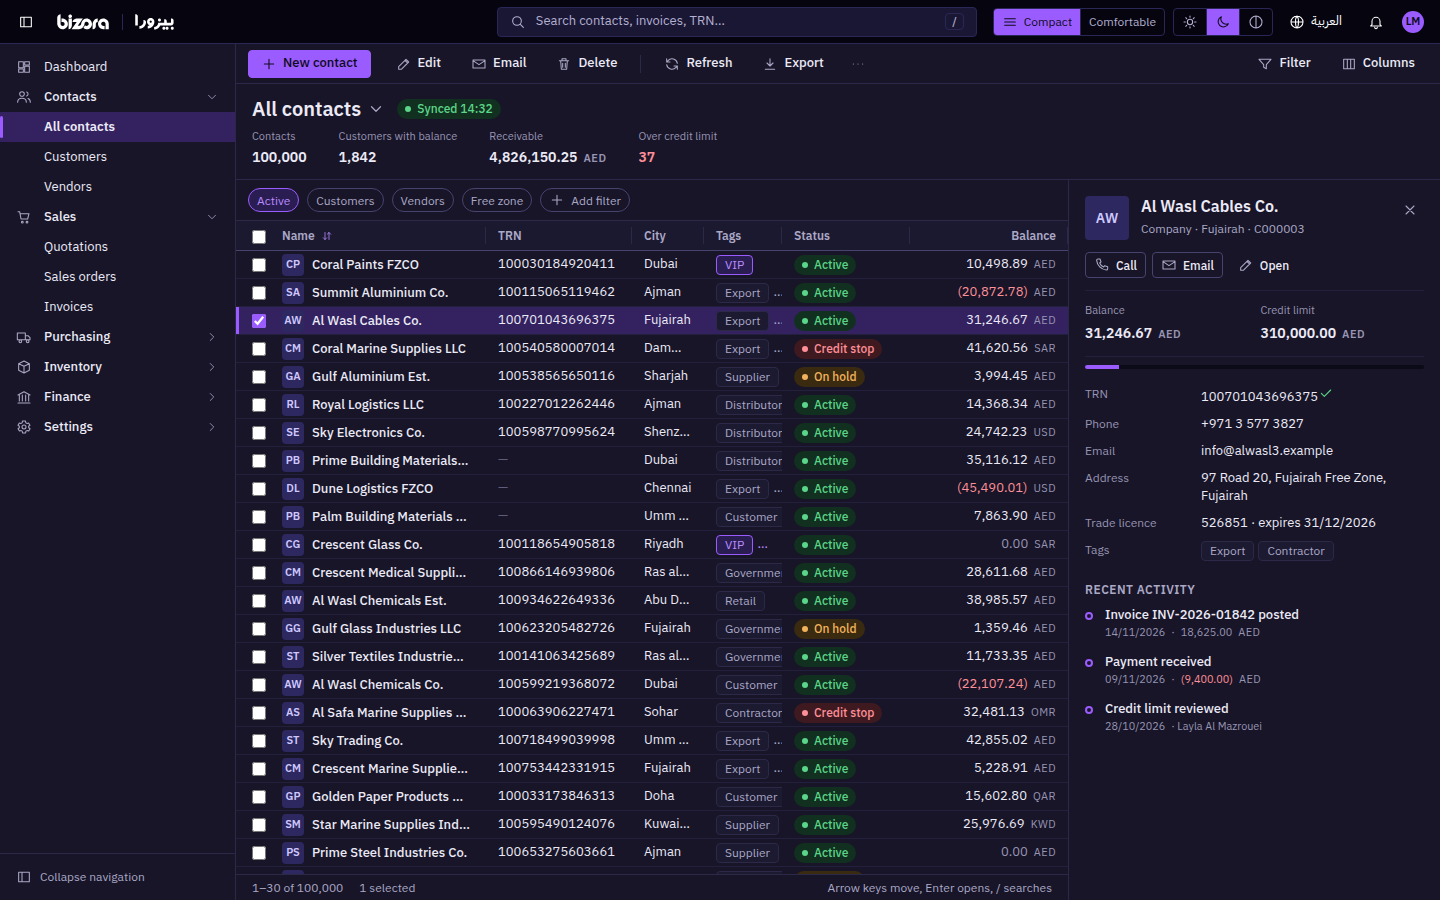 bizora بيزورا
Search contacts, invoices, TRN... /
Compact Comfortable
العربية
LM
Dashboard
Contacts
All contacts
Customers
Vendors
Sales
Quotations
Sales orders
Invoices
Purchasing
Inventory
Finance
Settings
Collapse navigation
New contact Edit Email Delete Refresh Export ... Filter Columns
All contacts Synced 14:32
Contacts Customers with balance Receivable Over credit limit
100,000 1,842 4,826,150.25 AED 37
Active Customers Vendors Free zone Add filter
Name TRN City Tags Status Balance
CP Coral Paints FZCO 100030184920411 Dubai VIP Active 10,498.89 AED
SA Summit Aluminium Co. 100115065119462 Ajman Export ... Active (20,872.78) AED
AW Al Wasl Cables Co. 100701043696375 Fujairah Export ... Active 31,246.67 AED
CM Coral Marine Supplies LLC 100540580007014 Dam... Export ... Credit stop 41,620.56 SAR
GA Gulf Aluminium Est. 100538565650116 Sharjah Supplier On hold 3,994.45 AED
RL Royal Logistics LLC 100227012262446 Ajman Distributor Active 14,368.34 AED
SE Sky Electronics Co. 100598770995624 Shenz... Distributor Active 24,742.23 USD
PB Prime Building Materials... — Dubai Distributor Active 35,116.12 AED
DL Dune Logistics FZCO — Chennai Export ... Active (45,490.01) USD
PB Palm Building Materials ... — Umm ... Customer Active 7,863.90 AED
CG Crescent Glass Co. 100118654905818 Riyadh VIP ... Active 0.00 SAR
CM Crescent Medical Suppli... 100866146939806 Ras al... Governme Active 28,611.68 AED
AW Al Wasl Chemicals Est. 100934622649336 Abu D... Retail Active 38,985.57 AED
GG Gulf Glass Industries LLC 100623205482726 Fujairah Governme On hold 1,359.46 AED
ST Silver Textiles Industrie... 100141063425689 Ras al... Governme Active 11,733.35 AED
AW Al Wasl Chemicals Co. 100599219368072 Dubai Customer Active (22,107.24) AED
AS Al Safa Marine Supplies ... 100063906227471 Sohar Contractor Credit stop 32,481.13 OMR
ST Sky Trading Co. 100718499039998 Umm ... Export ... Active 42,855.02 AED
CM Crescent Marine Supplie... 100753442331915 Fujairah Export ... Active 5,228.91 AED
GP Golden Paper Products ... 100033173846313 Doha Customer Active 15,602.80 QAR
SM Star Marine Supplies Ind... 100595490124076 Kuwai... Supplier Active 25,976.69 KWD
PS Prime Steel Industries Co. 100653275603661 Ajman Supplier Active 0.00 AED
1–30 of 100,000 1 selected Arrow keys move, Enter opens, / searches
AW
Al Wasl Cables Co.
Company · Fujairah · C000003
Call Email Open
Balance Credit limit
31,246.67 AED 310,000.00 AED
TRN 100701043696375
Phone +971 3 577 3827
Email info@alwasl3.example
Address 97 Road 20, Fujairah Free Zone,
Fujairah
Trade licence 526851 · expires 31/12/2026
Tags Export Contractor
RECENT ACTIVITY
Invoice INV-2026-01842 posted
14/11/2026 · 18,625.00 AED
Payment received
09/11/2026 · (9,400.00) AED
Credit limit reviewed
28/10/2026 · Layla Al Mazrouei